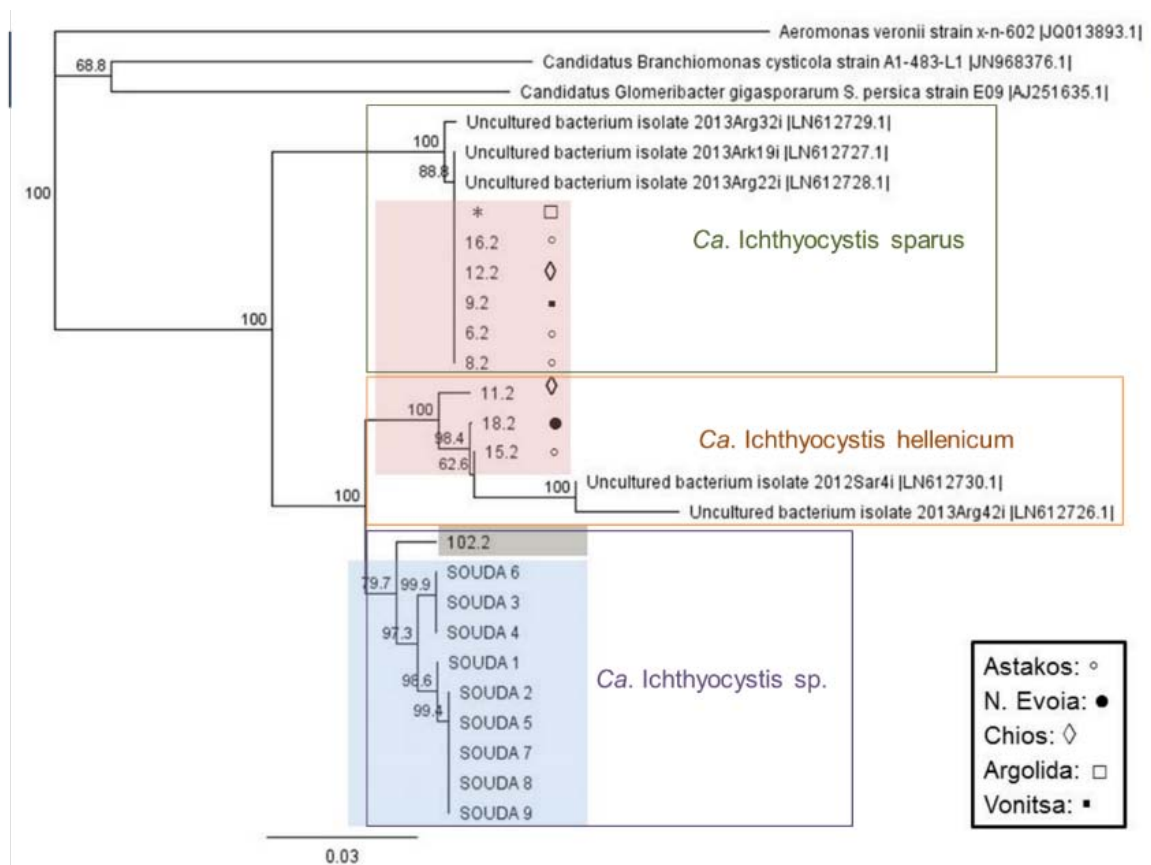 Aeromonas veronii strain x-n-602 |JQ013893.1|
68.8
Candidatus Branchiomonas cysticola strain A1-483-L1 |JN968376.1|
Candidatus Glomeribacter gigasporarum S. persica strain E09 |AJ251635.1|
Uncultured bacterium isolate 2013Arg32i |LN612729.1|
100
Uncultured bacterium isolate 2013Ark19i |LN612727.1|
88.8
Uncultured bacterium isolate 2013Arg22i |LN612728.1|
100
* □
16.2 ○
Ca. Ichthyocystis sparus
12.2 ◊
9.2 ▪
100
6.2 ○
8.2 ○
11.2 ◊
100
18.2 ●
98.4
Ca. Ichthyocystis hellenicum
15.2 ○
62.6
100
Uncultured bacterium isolate 2012Sar4i |LN612730.1|
100
Uncultured bacterium isolate 2013Arg42i |LN612726.1|
102.2
SOUDA 6
79.7
99.9
SOUDA 3
97.3
SOUDA 4
SOUDA 1
98.6
Ca. Ichthyocystis sp.
SOUDA 2
99.4
SOUDA 5
SOUDA 7
SOUDA 8
SOUDA 9
Astakos: ○
N. Evoia: ●
Chios: ◊
Argolida: □
Vonitsa: ▪
0.03